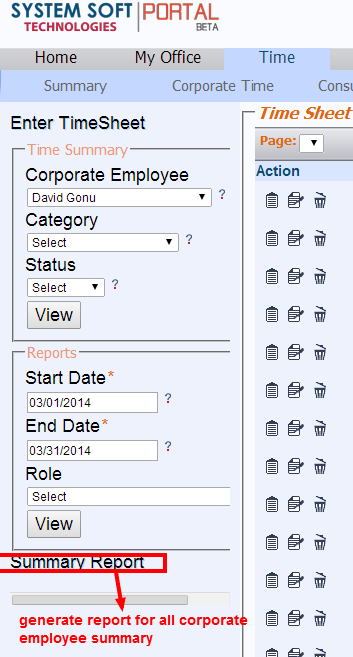 SYSTEM SOFT PORTAL
TECHNOLOGIES BETA
Home My Office Time
Summary Corporate Time Consu
Enter TimeSheet
Time Summary
Corporate Employee
David Gonu ?
Category
Select ?
Status
Select ?
View
Reports
Start Date*
03/01/2014 ?
End Date*
03/31/2014 ?
Role
Select
View
Summary Report
generate report for all corporate
employee summary
Time Sheet
Page:
Action